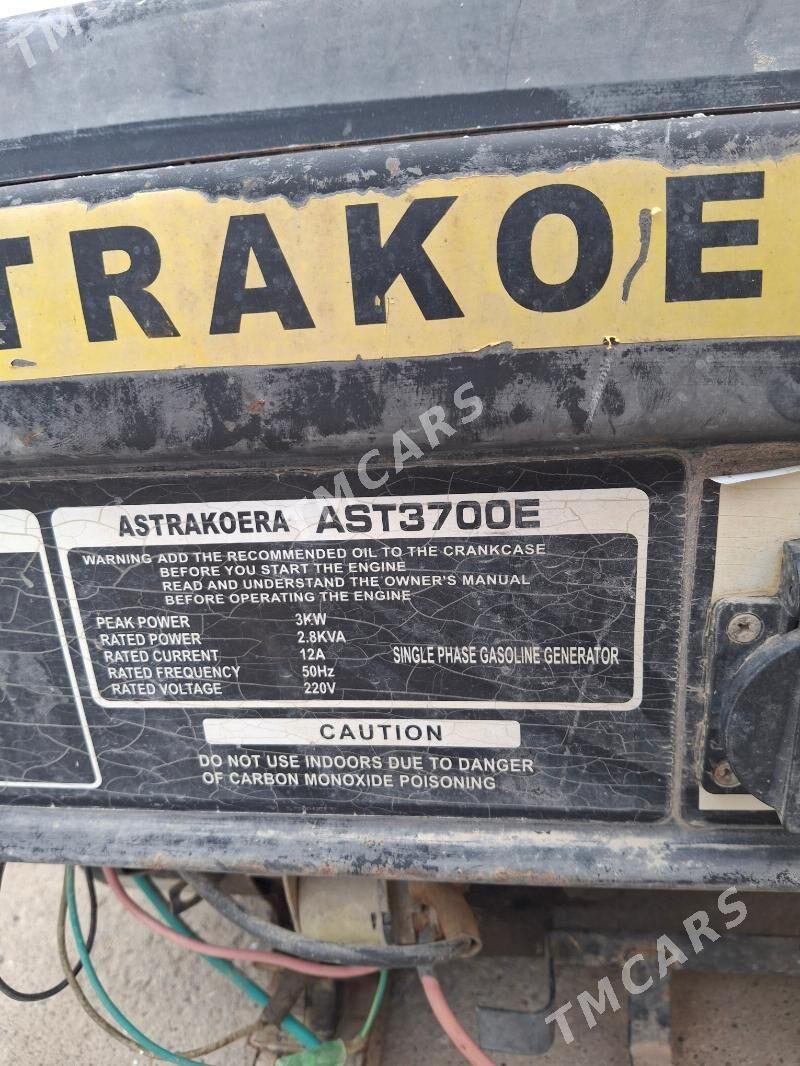 TMCARS
TRAKOE
TMCARS
ASTRAKOERA AST3700E
WARNING ADD THE RECOMMENDED OIL TO THE CRANKCASE
BEFORE YOU START THE ENGINE
READ AND UNDERSTAND THE OWNER'S MANUAL
BEFORE OPERATING THE ENGINE
PEAK POWER 3KW
RATED POWER 2.8KVA
RATED CURRENT 12A SINGLE PHASE GASOLINE GENERATOR
RATED FREQUENCY 50Hz
RATED VOLTAGE 220V
CAUTION
DO NOT USE INDOORS DUE TO DANGER
OF CARBON MONOXIDE POISONING
TMCARS